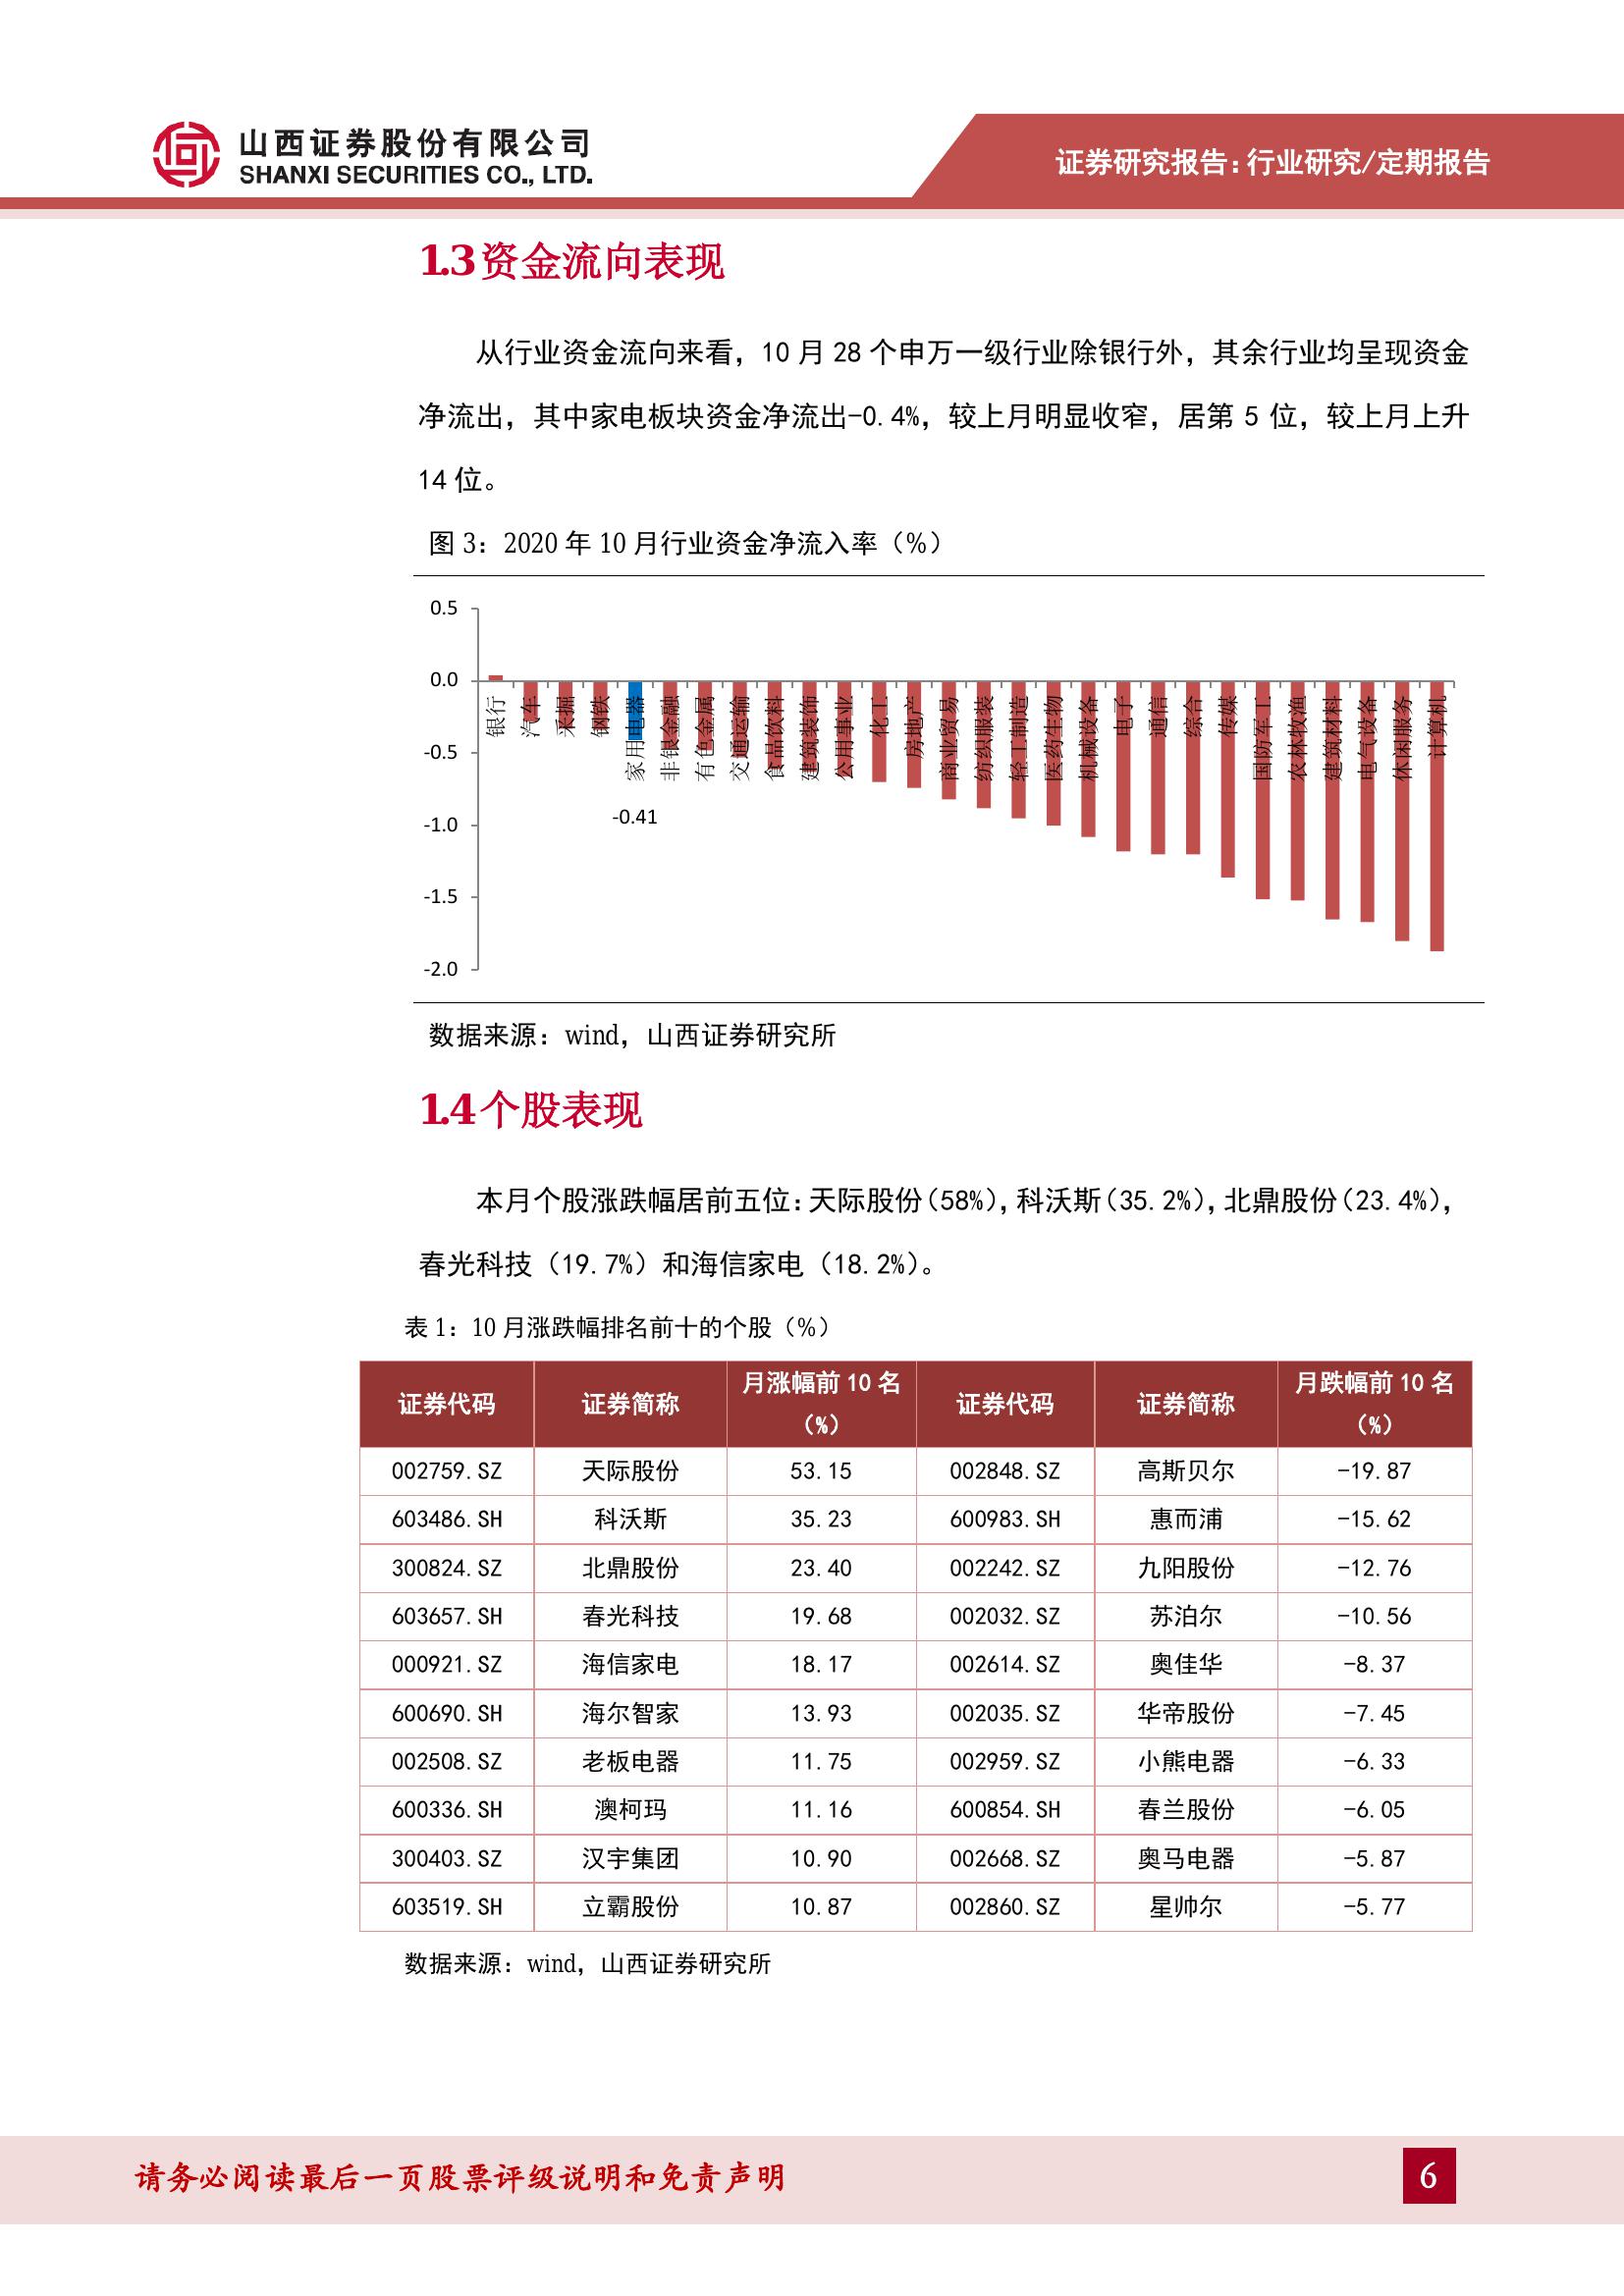 山西证券股份有限公司
SHANXI SECURITIES CO., LTD.
证券研究报告:行业研究/定期报告
1.3 资金流向表现
从行业资金流向来看，10 月 28 个申万一级行业除银行外，其余行业均呈现资金
净流出，其中家电板块资金净流出-0.4%，较上月明显收窄，居第 5 位，较上月上升
14 位。
图 3：2020 年 10 月行业资金净流入率（%）
0.5
0.0
-0.5
-1.0
-1.5
-2.0
银行
汽车
采掘
钢铁
家用电器
非银金融
有色金属
交通运输
食品饮料
建筑装饰
公用事业
化工
房地产
商业贸易
纺织服装
轻工制造
医药生物
机械设备
电子
通信
综合
传媒
国防军工
农林牧渔
建筑材料
电气设备
休闲服务
计算机
-0.41
数据来源：wind，山西证券研究所
1.4 个股表现
本月个股涨跌幅居前五位:天际股份(58%),科沃斯(35.2%),北鼎股份(23.4%)，
春光科技（19.7%）和海信家电（18.2%）。
表 1：10 月涨跌幅排名前十的个股（%）
证券代码 证券简称 月涨幅前 10 名（%） 证券代码 证券简称 月跌幅前 10 名（%）
002759.SZ 天际股份 53.15 002848.SZ 高斯贝尔 -19.87
603486.SH 科沃斯 35.23 600983.SH 惠而浦 -15.62
300824.SZ 北鼎股份 23.40 002242.SZ 九阳股份 -12.76
603657.SH 春光科技 19.68 002032.SZ 苏泊尔 -10.56
000921.SZ 海信家电 18.17 002614.SZ 奥佳华 -8.37
600690.SH 海尔智家 13.93 002035.SZ 华帝股份 -7.45
002508.SZ 老板电器 11.75 002959.SZ 小熊电器 -6.33
600336.SH 澳柯玛 11.16 600854.SH 春兰股份 -6.05
300403.SZ 汉宇集团 10.90 002668.SZ 奥马电器 -5.87
603519.SH 立霸股份 10.87 002860.SZ 星帅尔 -5.77
数据来源：wind，山西证券研究所
请务必阅读最后一页股票评级说明和免责声明
6